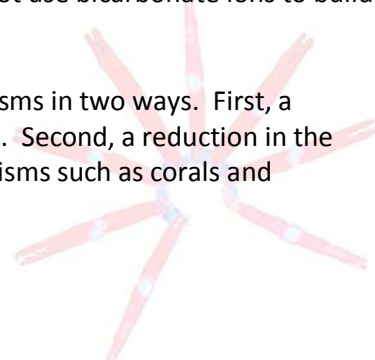 ot use bicarbonate ions to build
isms in two ways.  First, a
.  Second, a reduction in the
isms such as corals and